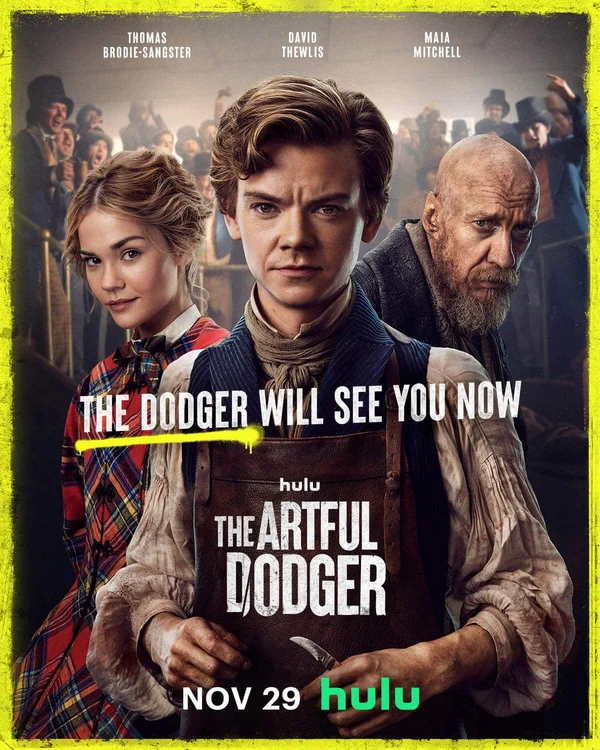 THOMAS
BRODIE-SANGSTER
DAVID
THEWLIS
MAIA
MITCHELL
THE DODGER WILL SEE YOU NOW
hulu
THE ARTFUL
DODGER
NOV 29 hulu